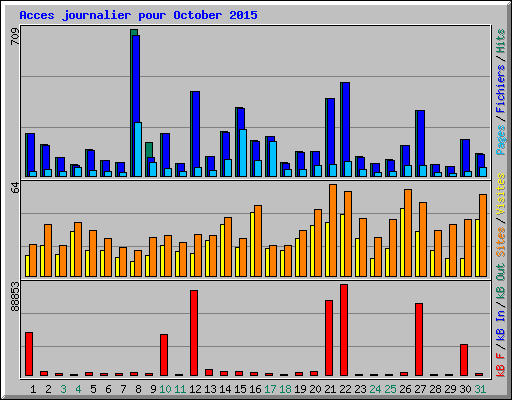 Acces journalier pour October 2015
709
Pages / Fichiers / Hits
64
Sites / Visites
88853
kB F / kB In / kB Out
1 2 3 4 5 6 7 8 9 10 11 12 13 14 15 16 17 18 19 20 21 22 23 24 25 26 27 28 29 30 31